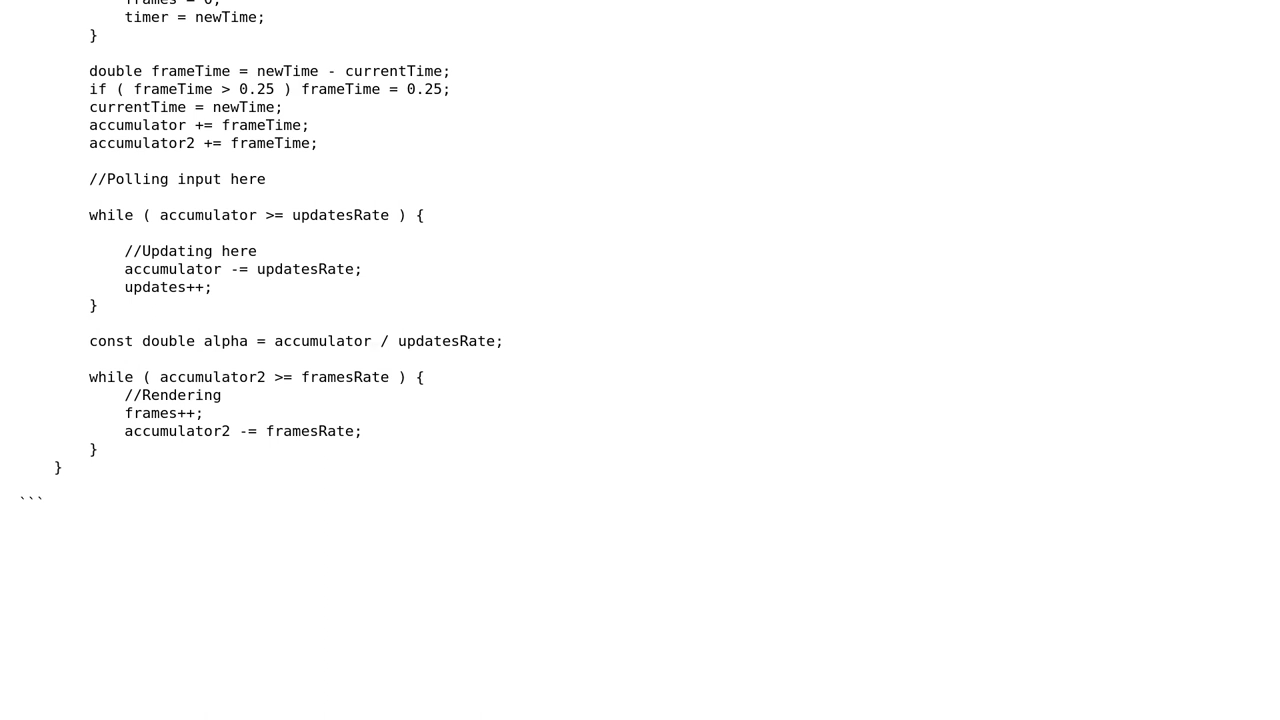 frames = 0;
timer = newTime;
}
double frameTime = newTime - currentTime;
if ( frameTime > 0.25 ) frameTime = 0.25;
currentTime = newTime;
accumulator += frameTime;
accumulator2 += frameTime;
//Polling input here
while ( accumulator >= updatesRate ) {
//Updating here
accumulator -= updatesRate;
updates++;
}
const double alpha = accumulator / updatesRate;
while ( accumulator2 >= framesRate ) {
//Rendering
frames++;
accumulator2 -= framesRate;
}
}
```